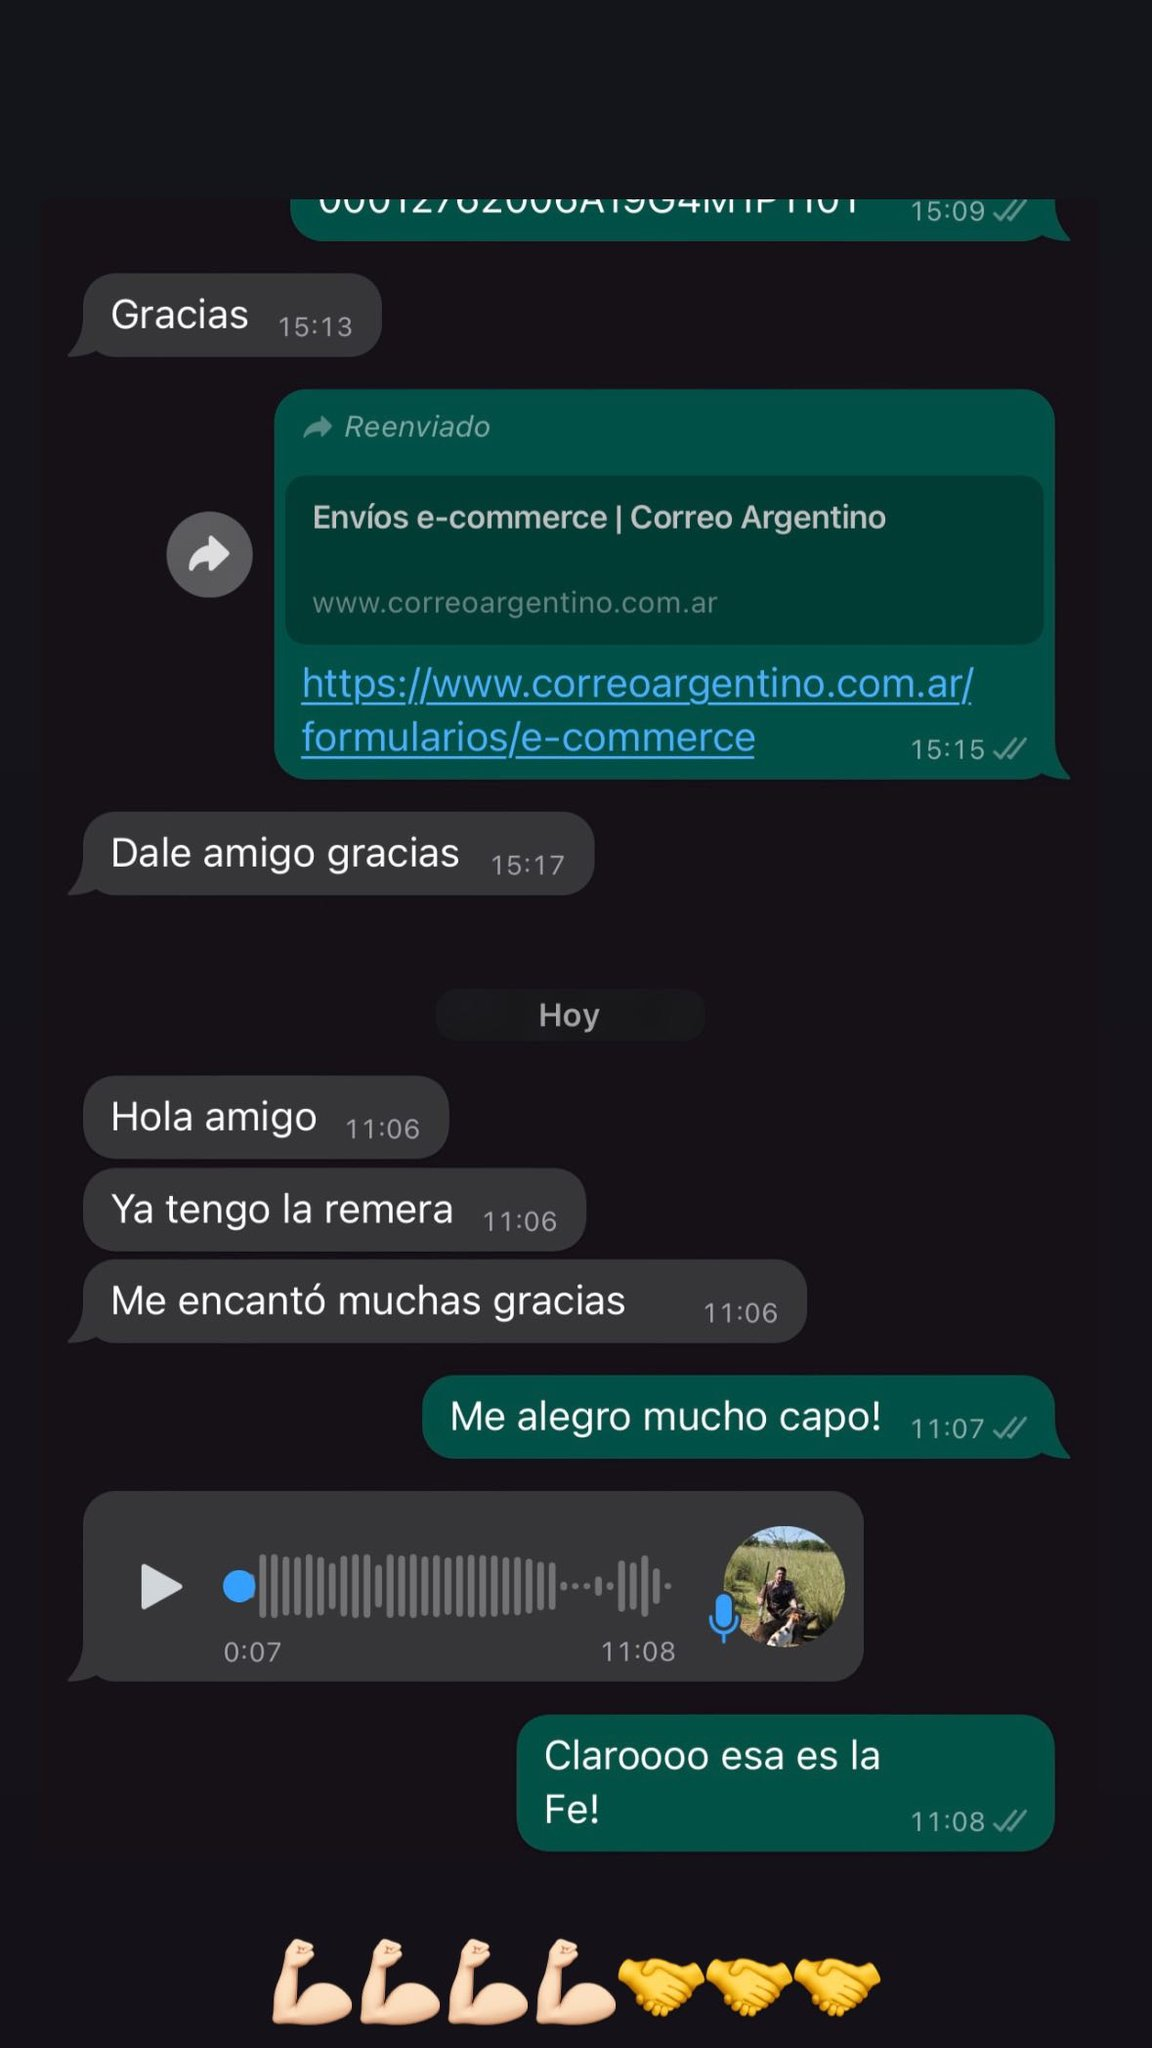 15:09
Gracias 15:13
Reenviado
Envíos e-commerce | Correo Argentino
www.correoargentino.com.ar
https://www.correoargentino.com.ar/
formularios/e-commerce 15:15
Dale amigo gracias 15:17
Hoy
Hola amigo 11:06
Ya tengo la remera 11:06
Me encantó muchas gracias 11:06
Me alegro mucho capo! 11:07
0:07 11:08
Claroooo esa es la
Fe! 11:08